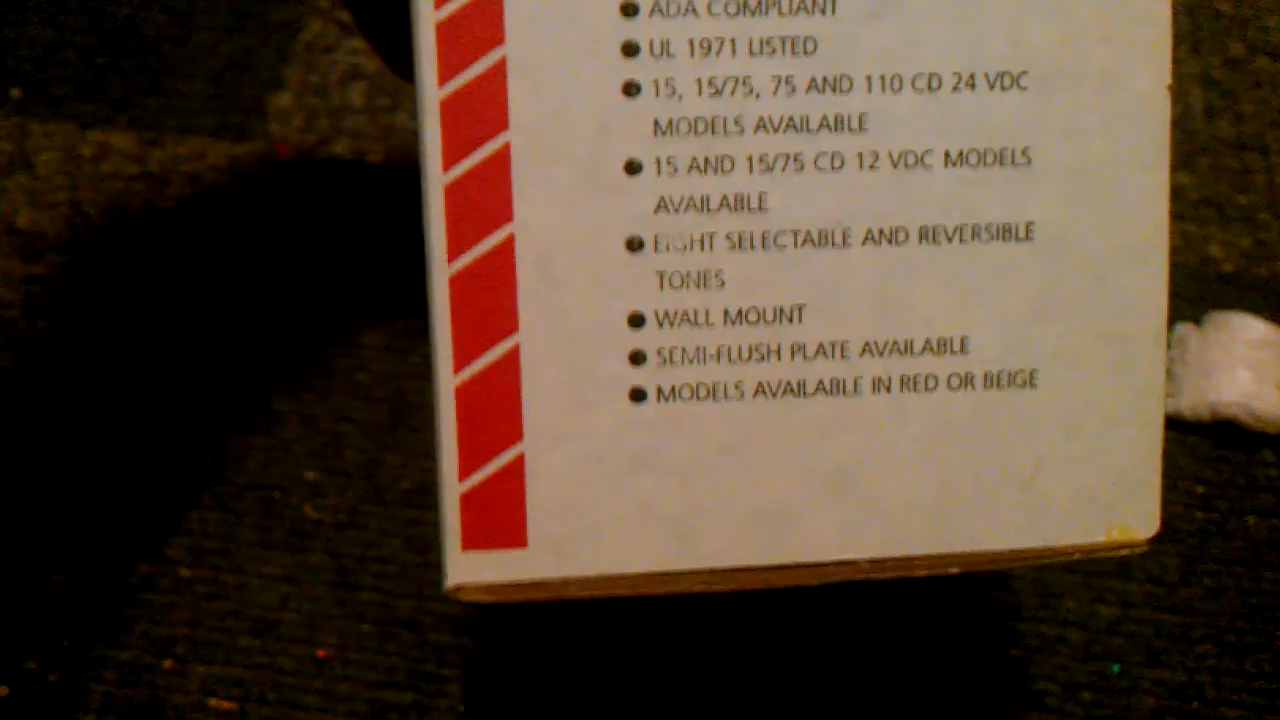 ● ADA COMPLIANT
● UL 1971 LISTED
● 15, 15/75, 75 AND 110 CD 24 VDC
MODELS AVAILABLE
● 15 AND 15/75 CD 12 VDC MODELS
AVAILABLE
● EIGHT SELECTABLE AND REVERSIBLE
TONES
● WALL MOUNT
● SEMI-FLUSH PLATE AVAILABLE
● MODELS AVAILABLE IN RED OR BEIGE